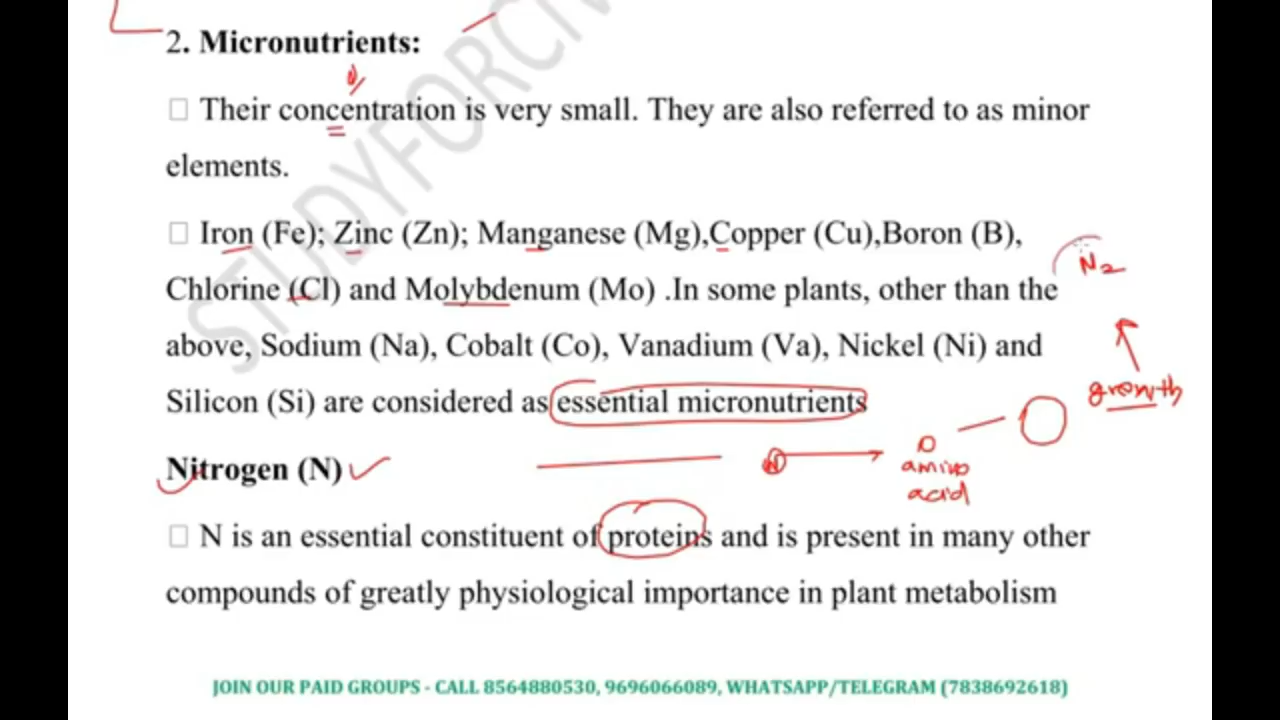 2. Micronutrients:
Their concentration is very small. They are also referred to as minor
elements.
Iron (Fe); Zinc (Zn); Manganese (Mg),Copper (Cu),Boron (B),
Chlorine (Cl) and Molybdenum (Mo) .In some plants, other than the
N2
above, Sodium (Na), Cobalt (Co), Vanadium (Va), Nickel (Ni) and
growth
Silicon (Si) are considered as essential micronutrients
Nitrogen (N)
amino
acid
N is an essential constituent of proteins and is present in many other
compounds of greatly physiological importance in plant metabolism
JOIN OUR PAID GROUPS - CALL 8564880530, 9696066089, WHATSAPP/TELEGRAM (7838692618)
STUDYFORCIV